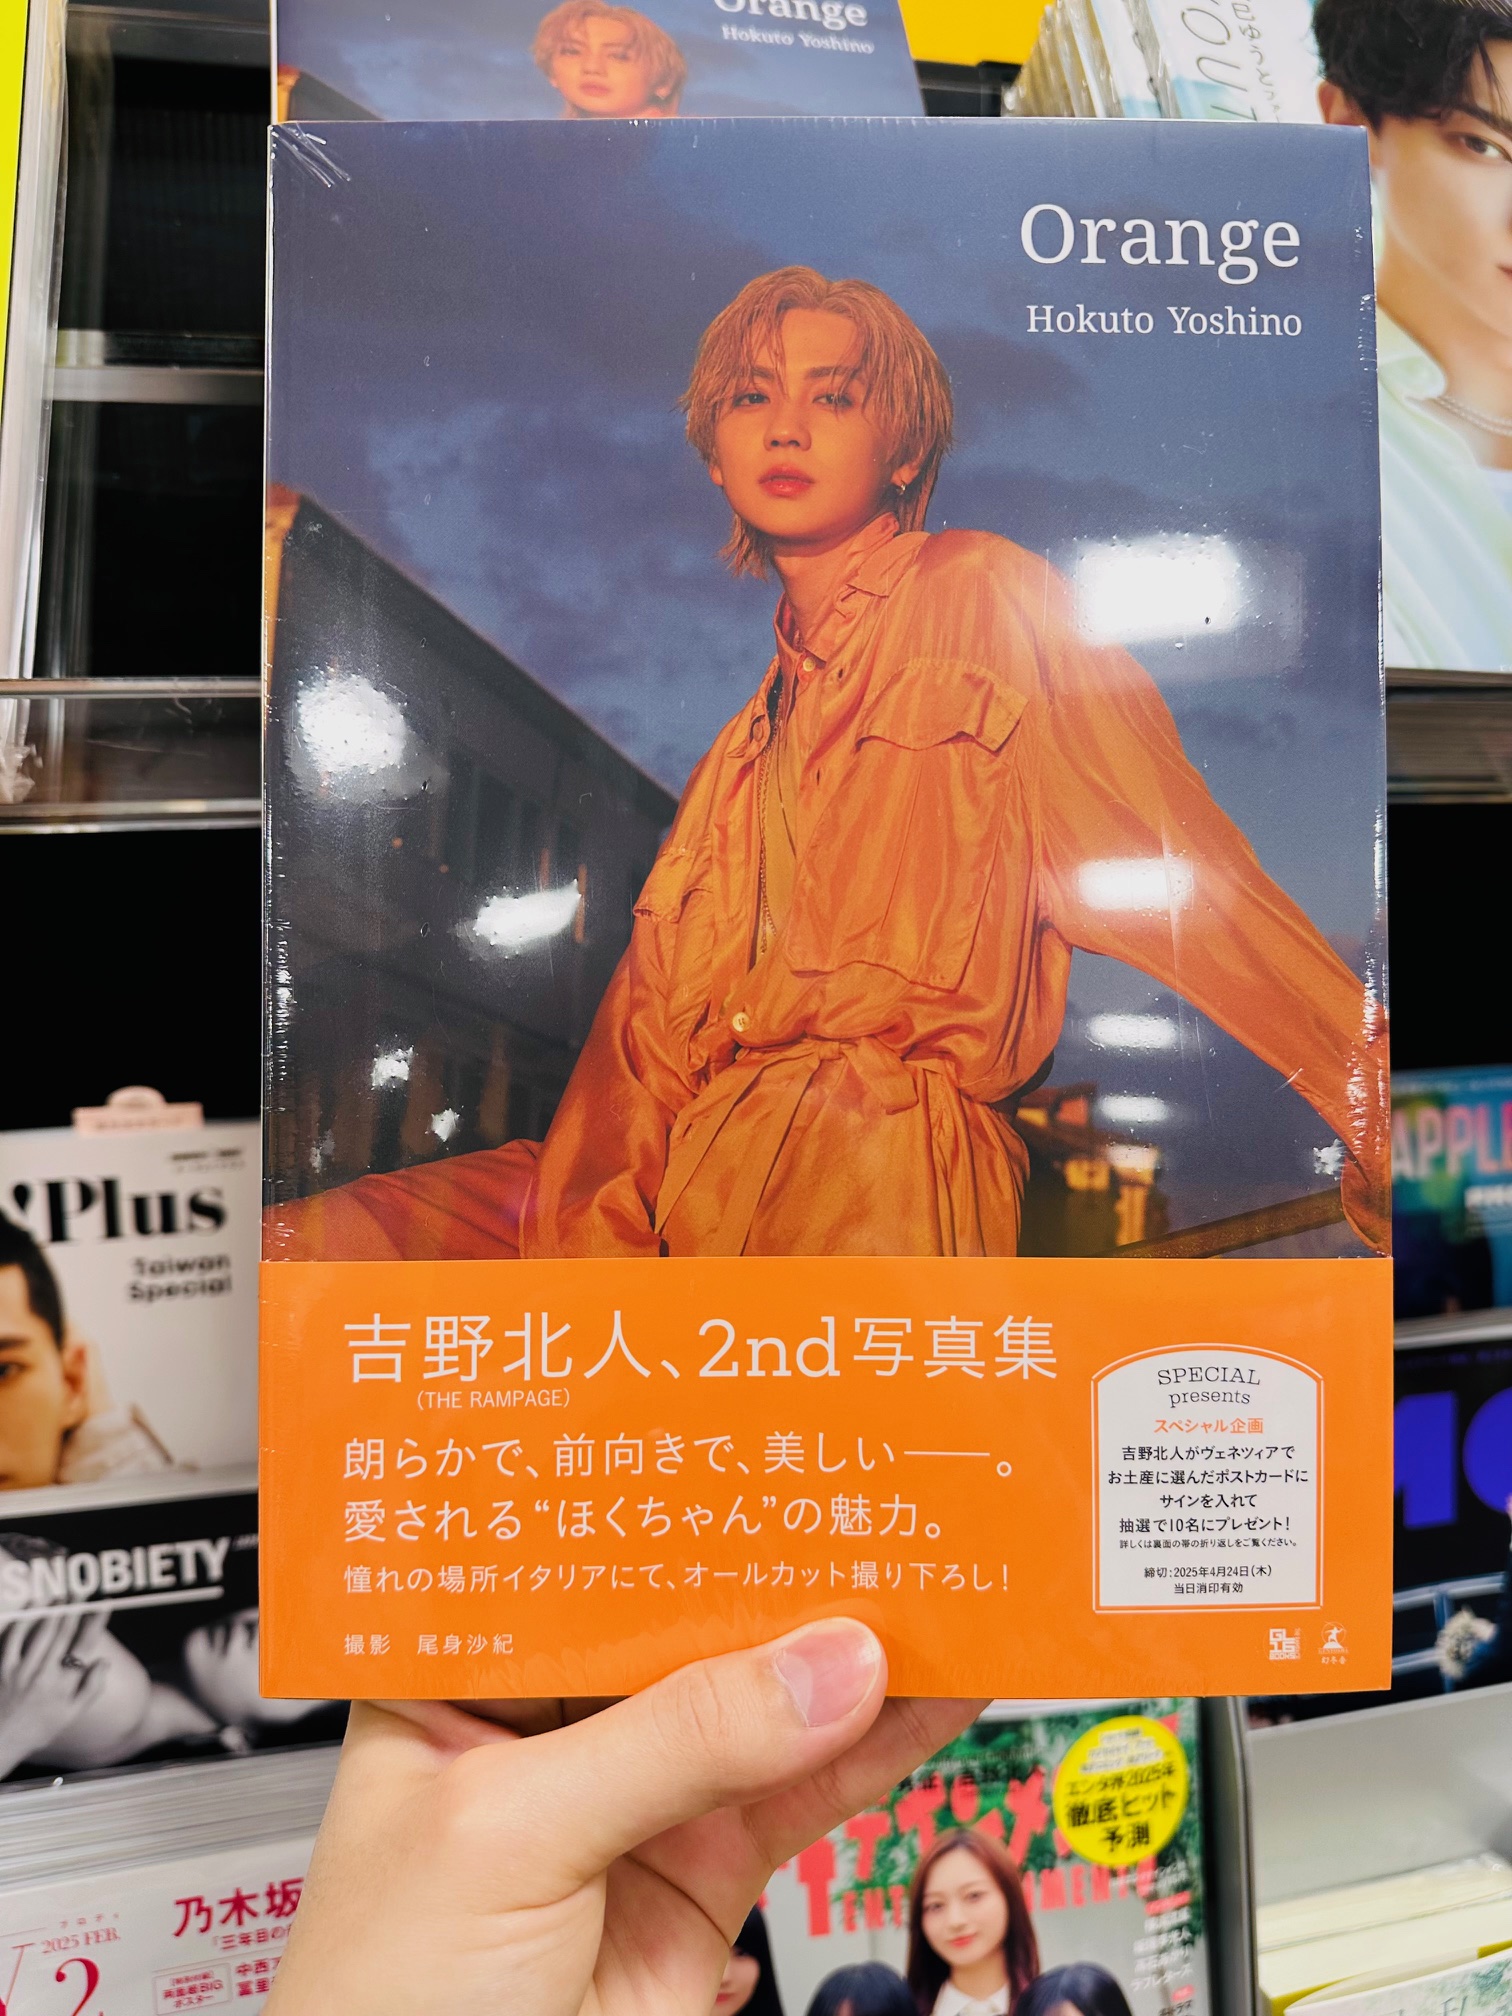 Orange
Hokuto Yoshino
Orange
Hokuto Yoshino
吉野北人、2nd写真集
(THE RAMPAGE)
朗らかで、前向きで、美しい――。
愛される“ほくちゃん”の魅力。
憧れの場所イタリアにて、オールカット撮り下ろし!
撮影 尾身沙紀
SPECIAL
presents
スペシャル企画
吉野北人がヴェネツィアで
お土産に選んだポストカードに
サインを入れて
抽選で10名にプレゼント!
詳しくは裏面の帯の折り返しをご覧ください。
締切:2025年4月24日(木)
当日消印有効
幻冬舎
Plus
Taiwan
Special
SNOBIETY
APPLE
乃木坂
2025 FEB.
2
エンタ界2025年
徹底ヒット
予測